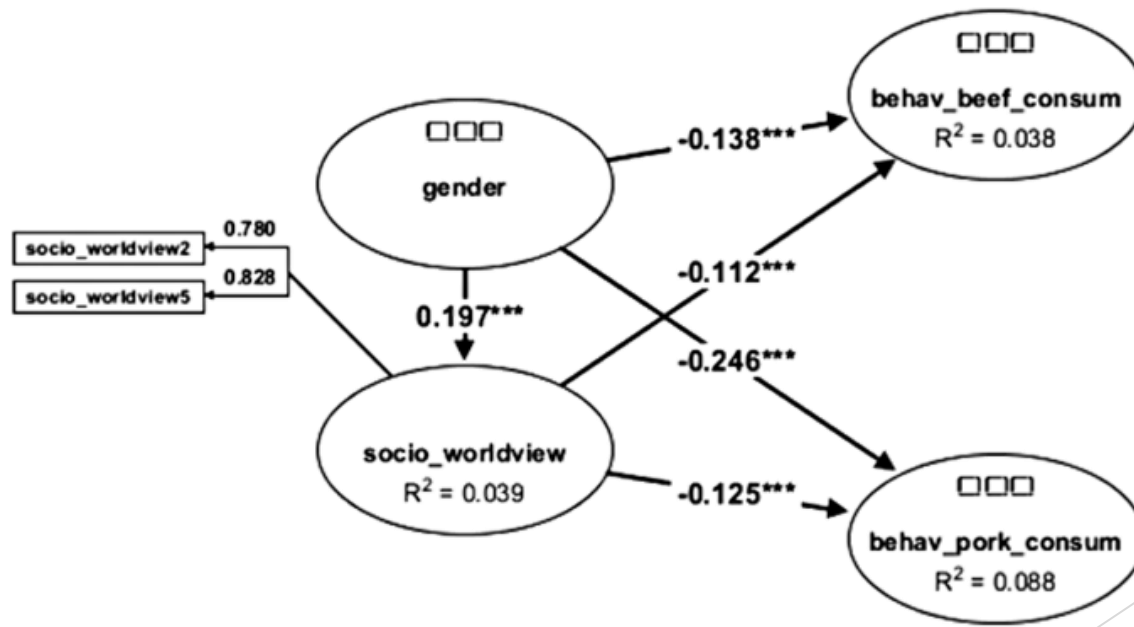 □□□
behav_beef_consum
R² = 0.038
□□□
gender
-0.138***
0.780
socio_worldview2
0.828
socio_worldview5
-0.112***
0.197***
-0.246***
socio_worldview
R² = 0.039
-0.125***
□□□
behav_pork_consum
R² = 0.088